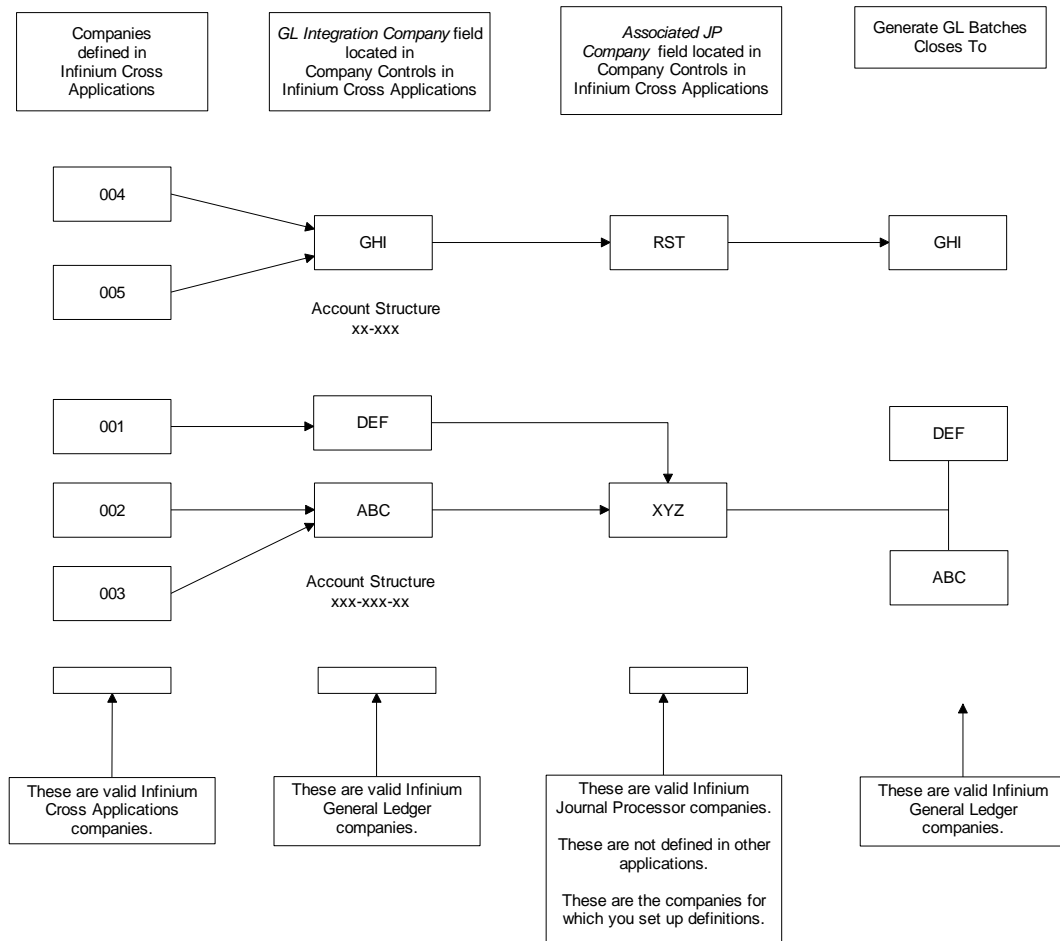 Companies
defined in
Infinium Cross
Applications
GL Integration Company field
located in
Company Controls in
Infinium Cross Applications
Associated JP
Company field located in
Company Controls in
Infinium Cross Applications
Generate GL Batches
Closes To
004
005
GHI
RST
GHI
Account Structure
xx-xxx
001
002
003
DEF
ABC
XYZ
DEF
ABC
Account Structure
xxx-xxx-xx
These are valid Infinium
Cross Applications
companies.
These are valid Infinium
General Ledger
companies.
These are valid Infinium
Journal Processor companies.
These are not defined in other
applications.
These are the companies for
which you set up definitions.
These are valid Infinium
General Ledger
companies.